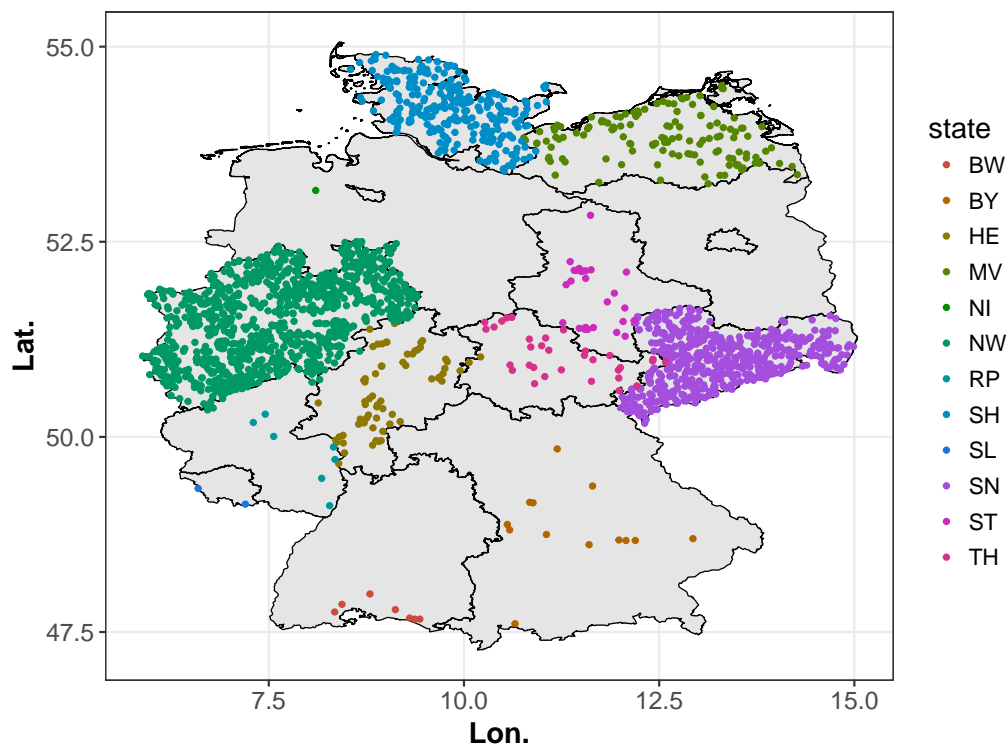 55.0
52.5
50.0
47.5
Lat.
7.5 10.0 12.5 15.0
Lon.
state
BW
BY
HE
MV
NI
NW
RP
SH
SL
SN
ST
TH